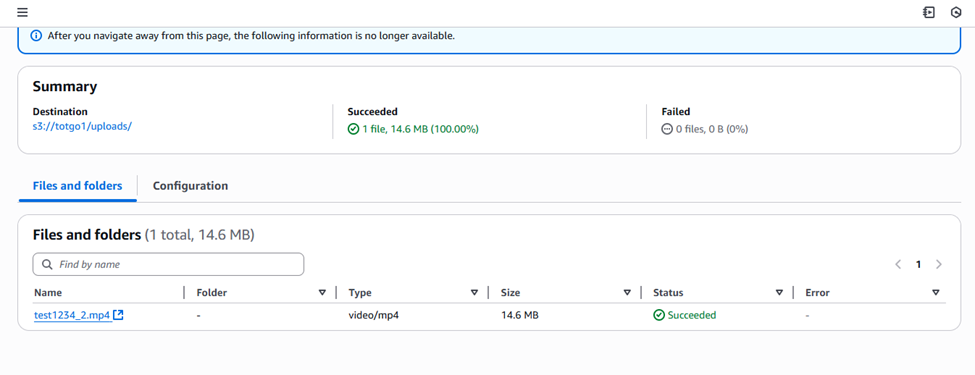 After you navigate away from this page, the following information is no longer available.
Summary
Destination
s3://totgo1/uploads/
Succeeded
1 file, 14.6 MB (100.00%)
Failed
0 files, 0 B (0%)
Files and folders
Configuration
Files and folders (1 total, 14.6 MB)
Find by name
1
Name Folder Type Size Status Error
test1234_2.mp4 - video/mp4 14.6 MB Succeeded -